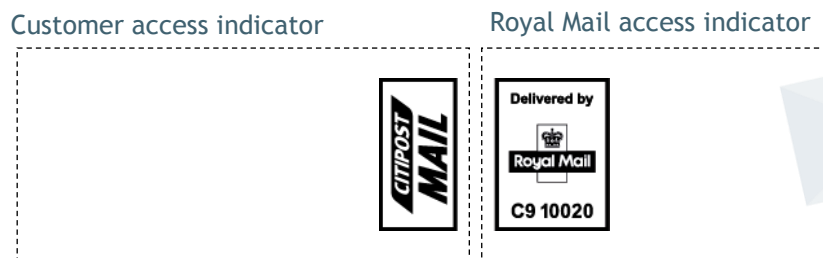 Customer access indicator
Royal Mail access indicator
CITIPOST
MAIL
Delivered by
Royal Mail
C9 10020